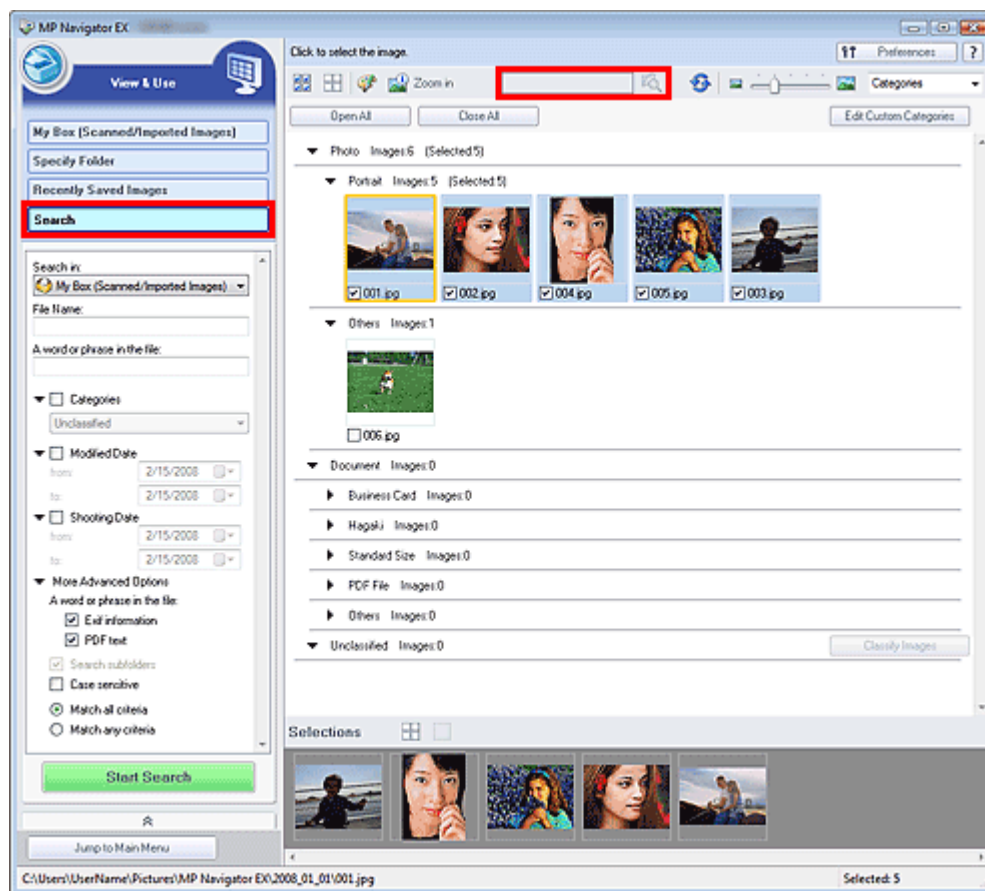 MP Navigator EX
View & Use
My Box (Scanned/Imported Images)
Specify Folder
Recently Saved Images
Search
Search in:
My Box (Scanned/Imported Images)
File Name:
A word or phrase in the file:
Categories
Unclassified
Modified Date
from: 2/15/2008
to: 2/15/2008
Shooting Date
from: 2/15/2008
to: 2/15/2008
More Advanced Options
A word or phrase in the file:
Exif information
PDF text
Search subfolders
Case sensitive
Match all criteria
Match any criteria
Start Search
Jump to Main Menu
Click to select the image.
Preferences
?
Zoom in
Categories
Open All
Close All
Edit Custom Categories
Photo Images:6 (Selected:5)
Portrait Images:5 (Selected:5)
001.jpg 002.jpg 004.jpg 005.jpg 003.jpg
Others Images:1
006.jpg
Document Images:0
Business Card Images:0
Hagaki Images:0
Standard Size Images:0
PDF File Images:0
Others Images:0
Unclassified Images:0
Classify Images
Selections
C:\Users\UserName\Pictures\MP Navigator EX\2008_01_01\001.jpg
Selected: 5